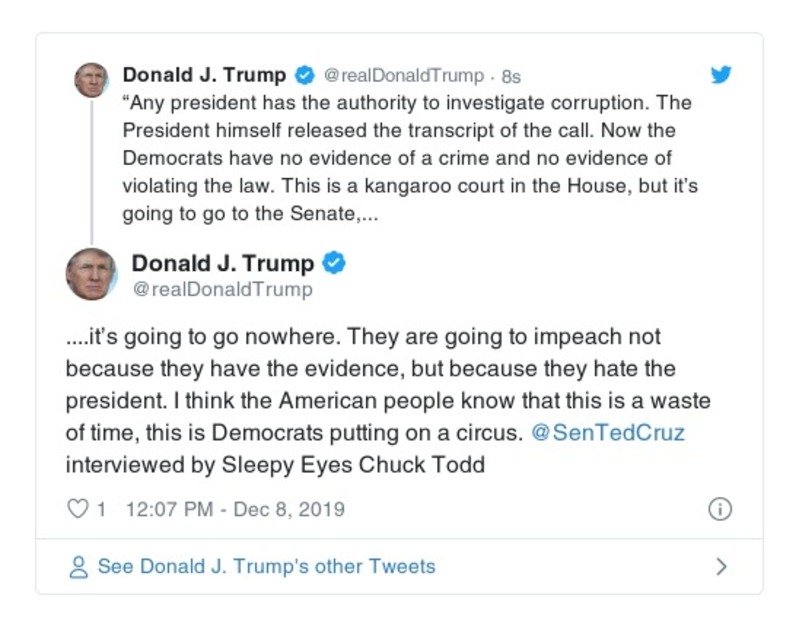 Donald J. Trump @realDonaldTrump · 8s
“Any president has the authority to investigate corruption. The
President himself released the transcript of the call. Now the
Democrats have no evidence of a crime and no evidence of
violating the law. This is a kangaroo court in the House, but it’s
going to go to the Senate,...
Donald J. Trump
@realDonaldTrump
....it’s going to go nowhere. They are going to impeach not
because they have the evidence, but because they hate the
president. I think the American people know that this is a waste
of time, this is Democrats putting on a circus. @SenTedCruz
interviewed by Sleepy Eyes Chuck Todd
1 12:07 PM - Dec 8, 2019
See Donald J. Trump's other Tweets